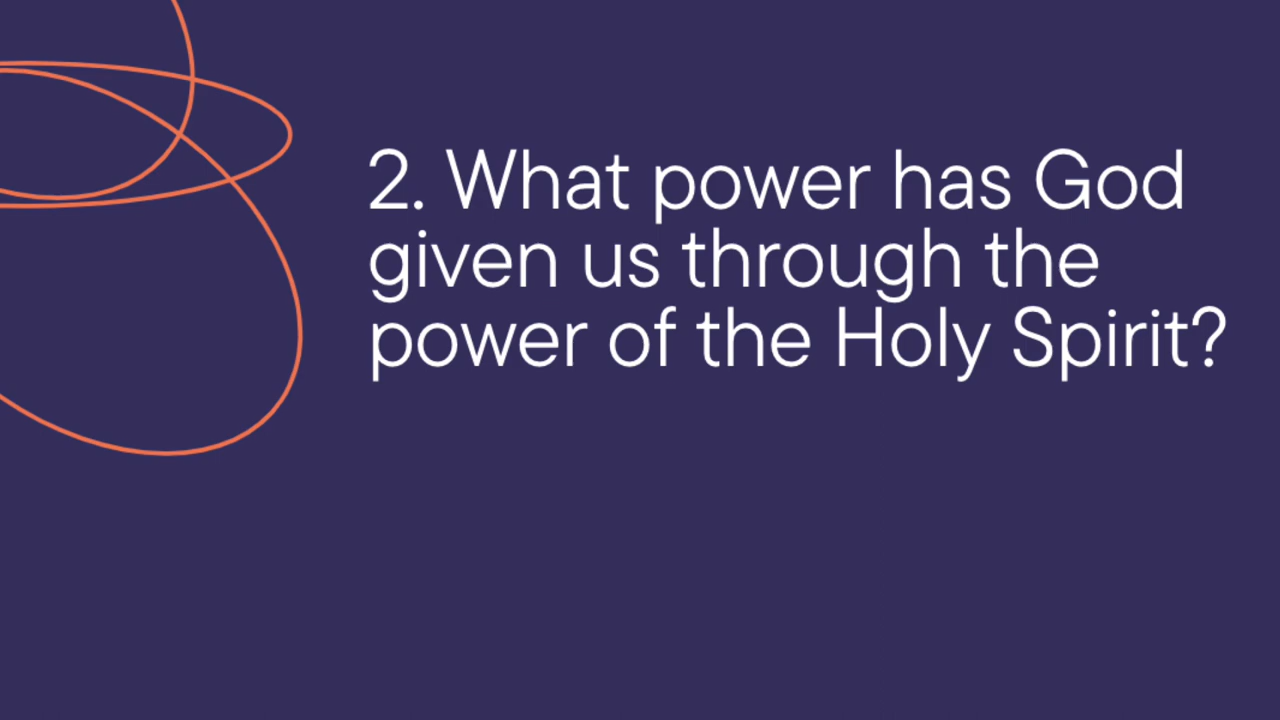 2. What power has God
given us through the
power of the Holy Spirit?